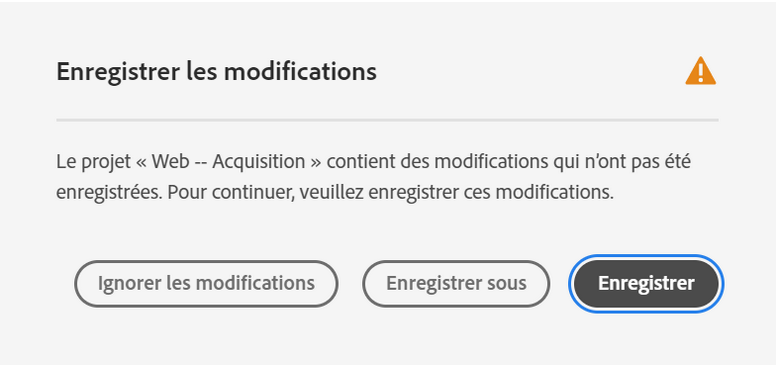 Enregistrer les modifications
Le projet « Web -- Acquisition » contient des modifications qui n’ont pas été
enregistrées. Pour continuer, veuillez enregistrer ces modifications.
Ignorer les modifications
Enregistrer sous
Enregistrer